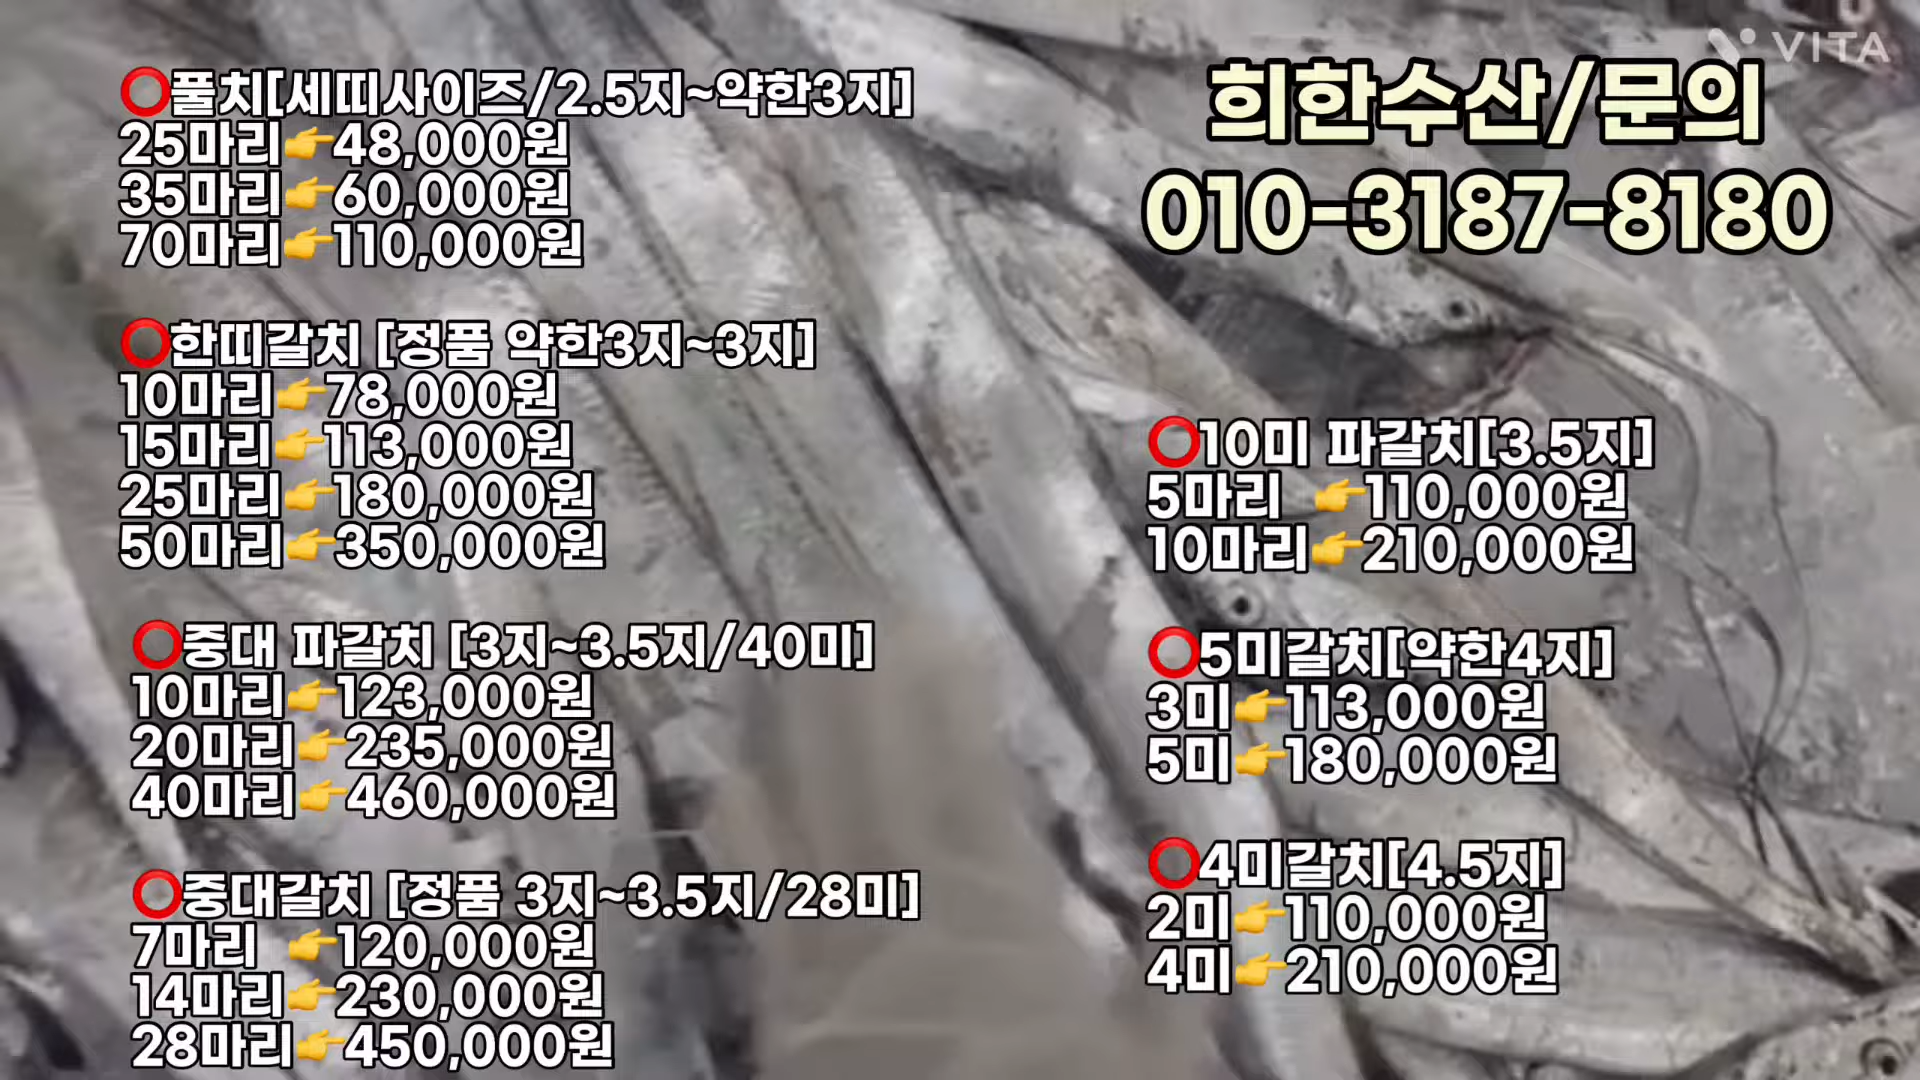 ⭕풀치[세띠사이즈/2.5지~약한3지]
25마리👉48,000원
35마리👉60,000원
70마리👉110,000원
⭕한띠갈치 [정품 약한3지~3지]
10마리👉78,000원
15마리👉113,000원
25마리👉180,000원
50마리👉350,000원
⭕중대 파갈치 [3지~3.5지/40미]
10마리👉123,000원
20마리👉235,000원
40마리👉460,000원
⭕중대갈치 [정품 3지~3.5지/28미]
7마리 👉120,000원
14마리👉230,000원
28마리👉450,000원
VITA
희한수산/문의
010-3187-8180
⭕10미 파갈치[3.5지]
5마리 👉110,000원
10마리👉210,000원
⭕5미갈치[약한4지]
3미👉113,000원
5미👉180,000원
⭕4미갈치[4.5지]
2미👉110,000원
4미👉210,000원